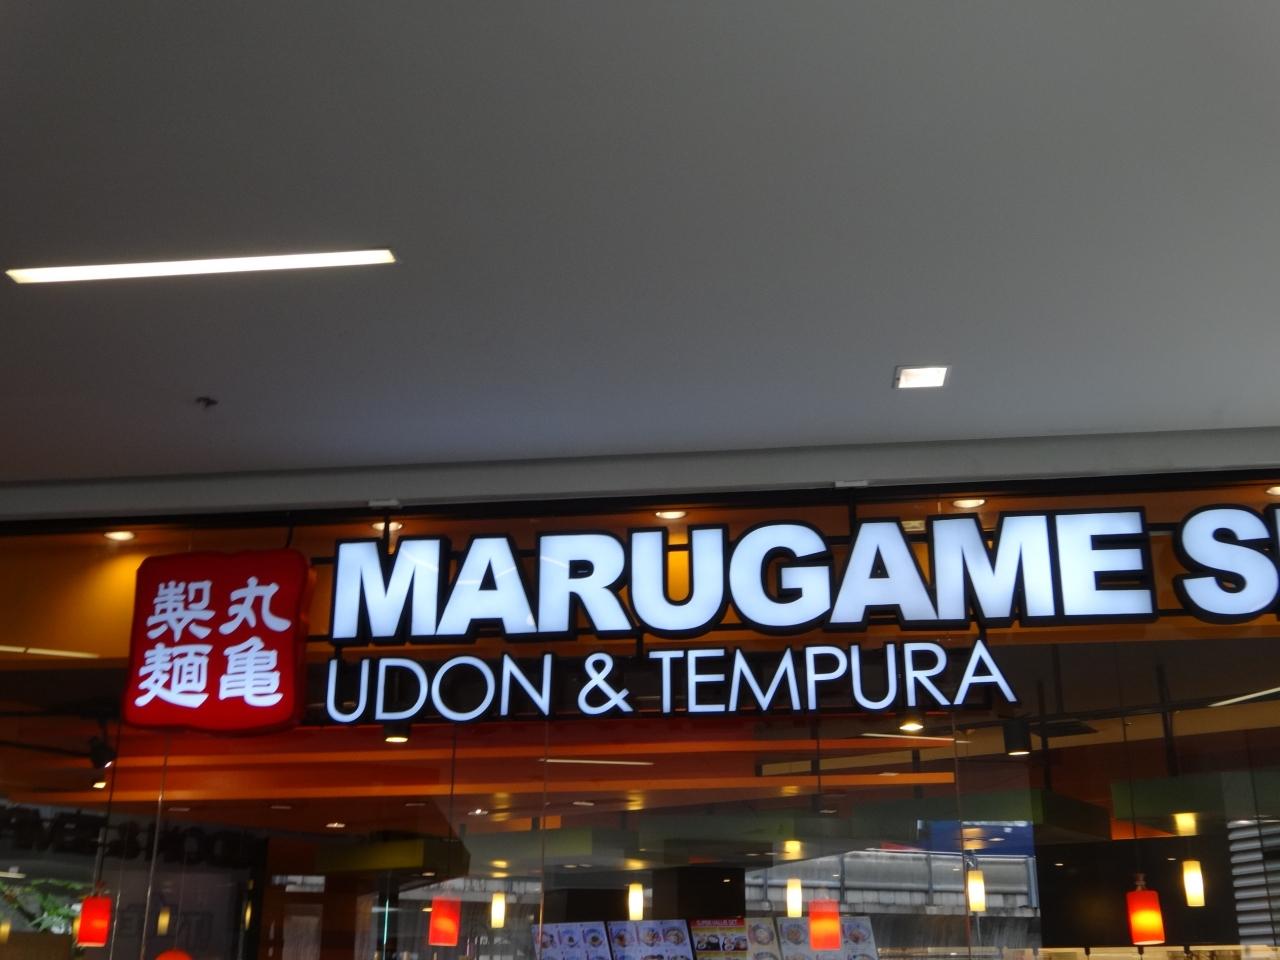 丸亀
製麺
MARUGAME S
UDON & TEMPURA